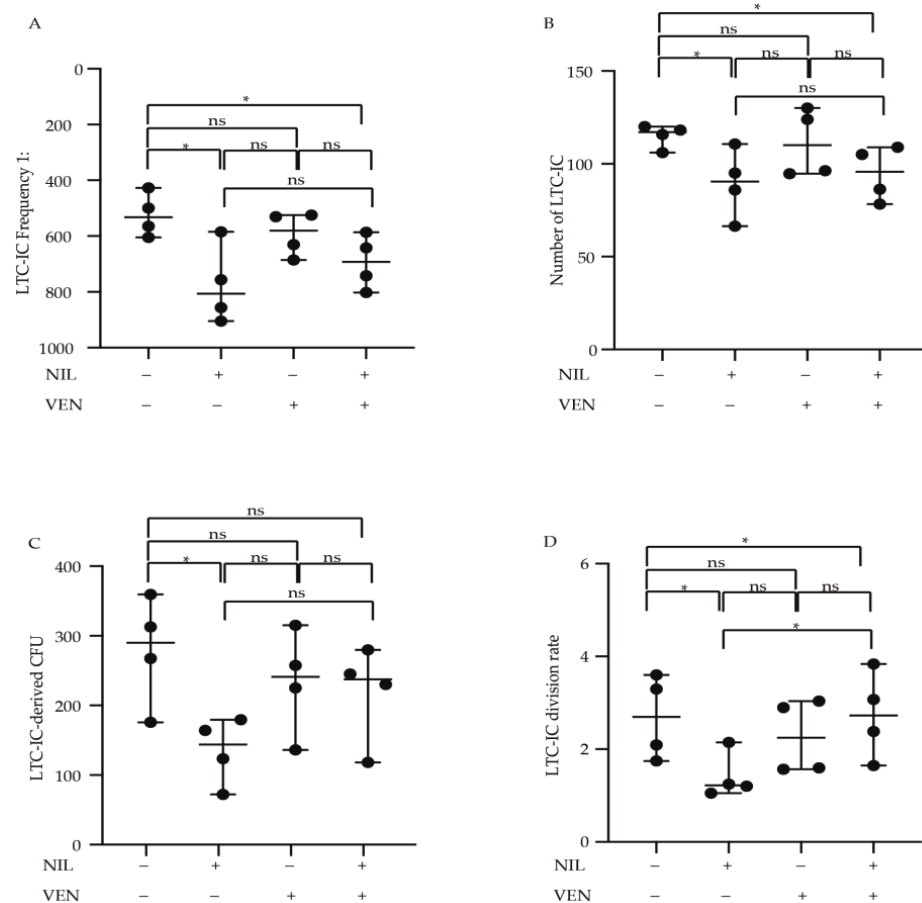 A
*
ns
*
ns
ns
ns
LTC-IC Frequency 1:
0
200
400
600
800
1000
NIL – + – +
VEN – – + +
B
*
ns
*
ns
ns
ns
Number of LTC-IC
150
100
50
0
NIL – + – +
VEN – – + +
C
ns
ns
*
ns
ns
ns
LTC-IC-derived CFU
400
300
200
100
0
NIL – + – +
VEN – – + +
D
*
ns
*
ns
ns
*
LTC-IC division rate
6
4
2
0
NIL – + – +
VEN – – + +